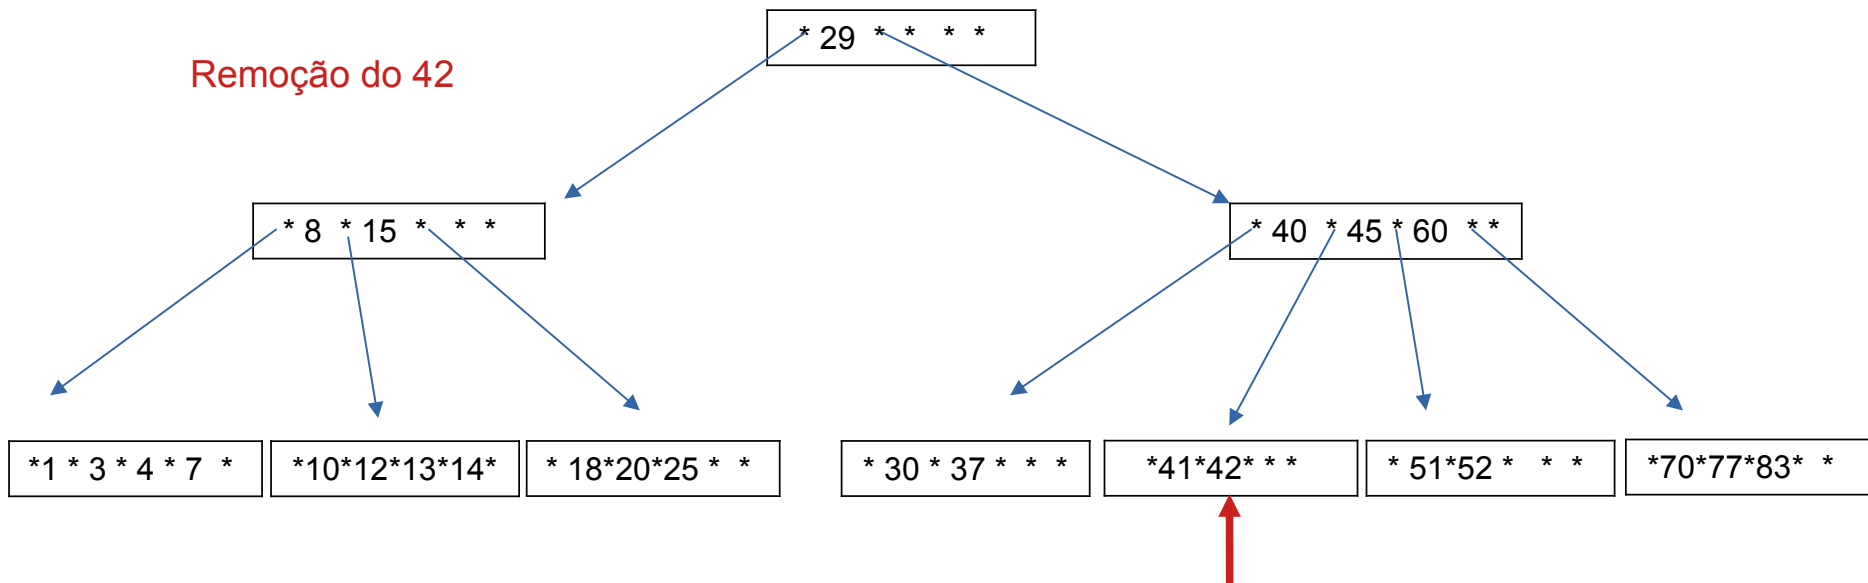 * 29 * * * *
Remoção do 42
* 8 * 15 * * *
* 40 * 45 * 60 * *
*1 * 3 * 4 * 7 *
*10*12*13*14*
* 18*20*25 * *
* 30 * 37 * * *
*41*42* * *
* 51*52 * * *
*70*77*83* *